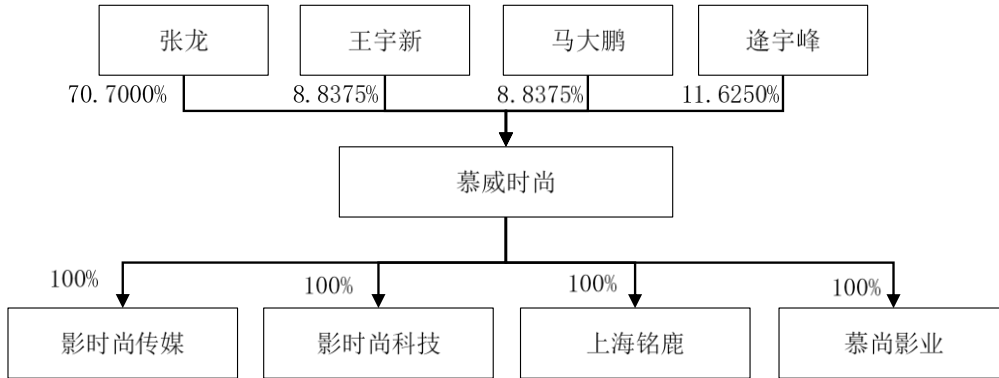 张龙
王宇新
马大鹏
逄宇峰
70.7000%
8.8375%
8.8375%
11.6250%
慕威时尚
100%
100%
100%
100%
影时尚传媒
影时尚科技
上海铭鹿
慕尚影业